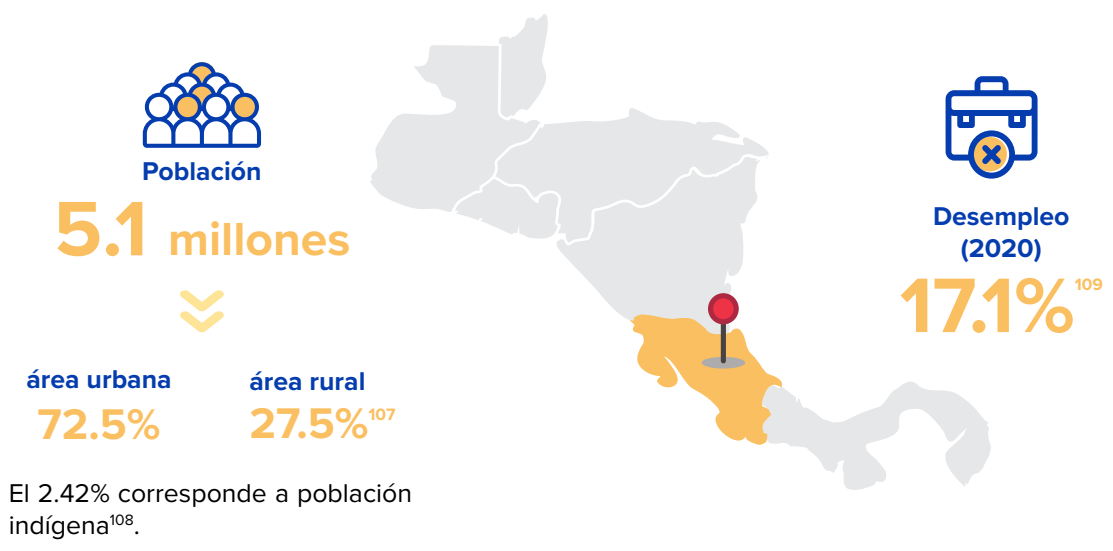 Población
5.1 millones
área urbana
72.5%
área rural
27.5%107
El 2.42% corresponde a población
indígena108.
Desempleo
(2020)
17.1%109